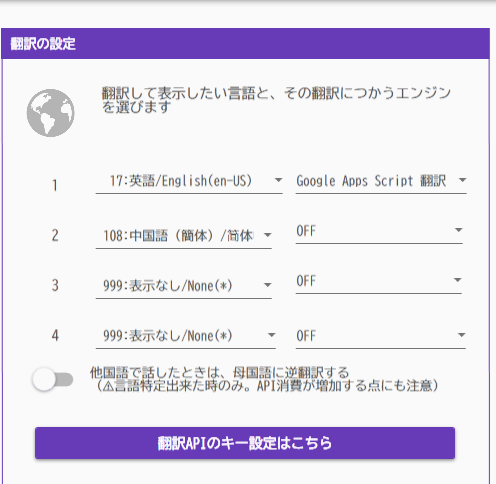 翻訳の設定
翻訳して表示したい言語と、その翻訳につかうエンジン
を選びます
1 17:英語/English(en-US) Google Apps Script 翻訳
2 108:中国語（簡体）/简体 OFF
3 999:表示なし/None(*) OFF
4 999:表示なし/None(*) OFF
他国語で話したときは、母国語に逆翻訳する
（⚠言語特定出来た時のみ。API消費が増加する点にも注意）
翻訳APIのキー設定はこちら